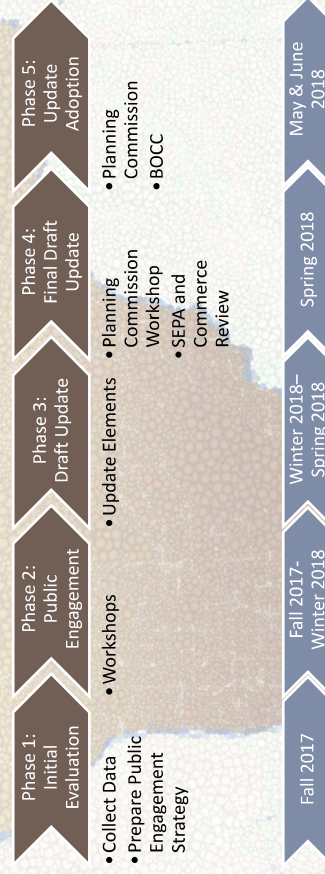 Phase 1:
Initial
Evaluation
Phase 2:
Public
Engagement
Phase 3:
Draft Update
Phase 4:
Final Draft
Update
Phase 5:
Update
Adoption
• Collect Data
• Prepare Public
Engagement
Strategy
• Workshops
• Update Elements
• Planning
Commission
Workshop
• SEPA and
Commerce
Review
• Planning
Commission
• BOCC
Fall 2017
Fall 2017-
Winter 2018
Winter 2018–
Spring 2018
Spring 2018
May & June
2018